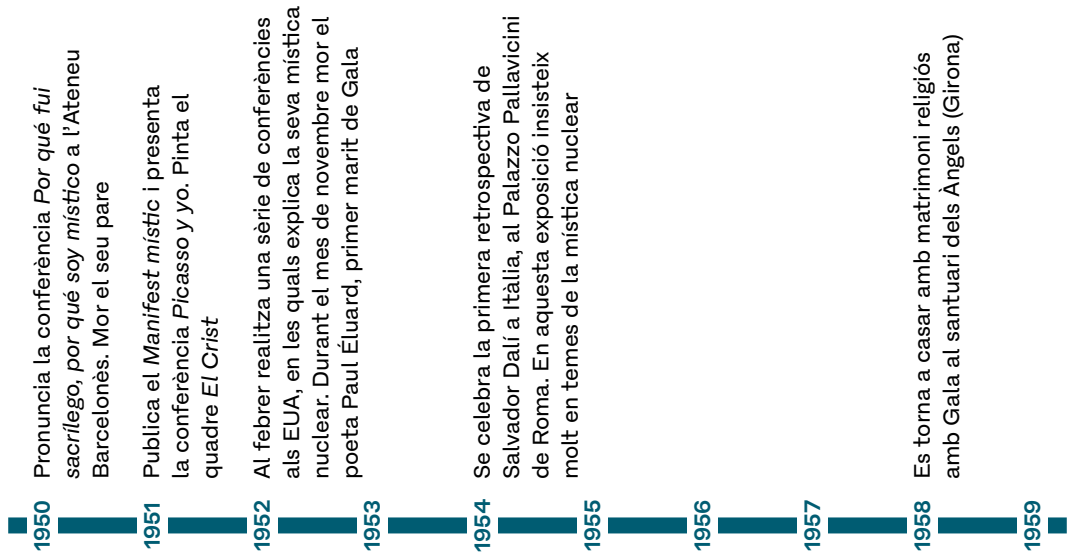 1950
Pronuncia la conferència Por qué fui
sacrílego, por qué soy místico a l’Ateneu
Barcelonès. Mor el seu pare
1951
Publica el Manifest místic i presenta
la conferència Picasso y yo. Pinta el
quadre El Crist
1952
Al febrer realitza una sèrie de conferències
als EUA, en les quals explica la seva mística
nuclear. Durant el mes de novembre mor el
poeta Paul Éluard, primer marit de Gala
1953
1954
Se celebra la primera retrospectiva de
Salvador Dalí a Itàlia, al Palazzo Pallavicini
de Roma. En aquesta exposició insisteix
molt en temes de la mística nuclear
1955
1956
1957
1958
Es torna a casar amb matrimoni religiós
amb Gala al santuari dels Àngels (Girona)
1959